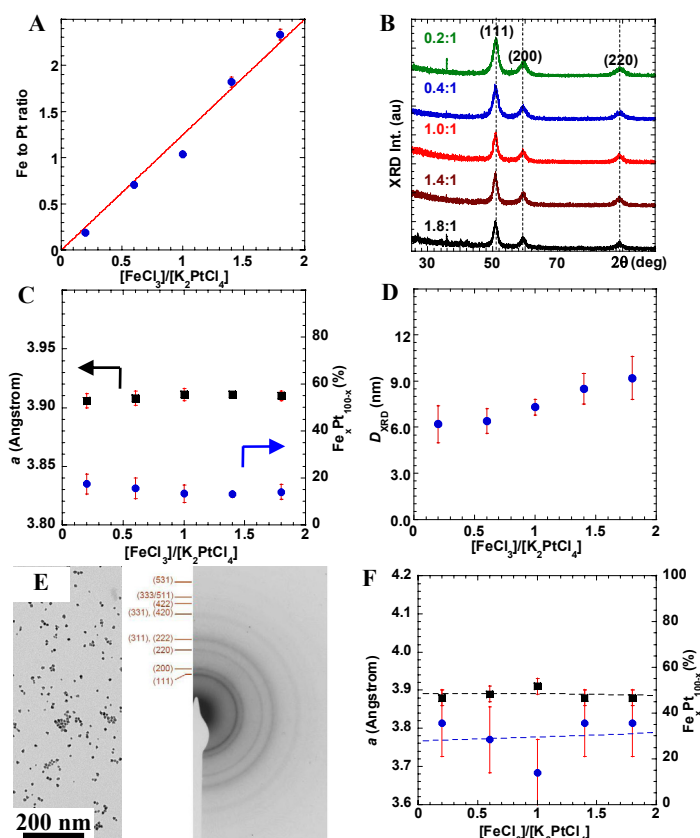 A
Fe to Pt ratio
2
1.5
1
0.5
0
0 0.5 1 1.5 2
[FeCl3]/[K2PtCl4]
B
XRD Int. (au)
0.2:1
0.4:1
1.0:1
1.4:1
1.8:1
(111)
(200)
(220)
30 50 70 2θ (deg)
C
a (Angstrom)
3.95
3.90
3.85
3.80
80
60
40
20
0
FexPt100-x (%)
0 0.5 1 1.5 2
[FeCl3]/[K2PtCl4]
D
DXRD (nm)
12
9.0
6.0
3.0
0.0
0 0.5 1 1.5 2
[FeCl3]/[K2PtCl4]
E
200 nm
(531)
(333/511)
(422)
(331), (420)
(311), (222)
(220)
(200)
(111)
F
a (Angstrom)
4.2
4.1
4.0
3.9
3.8
3.7
3.6
100
80
60
40
20
0
FexPt100-x (%)
0 0.5 1 1.5 2
[FeCl3]/[K2PtCl4]